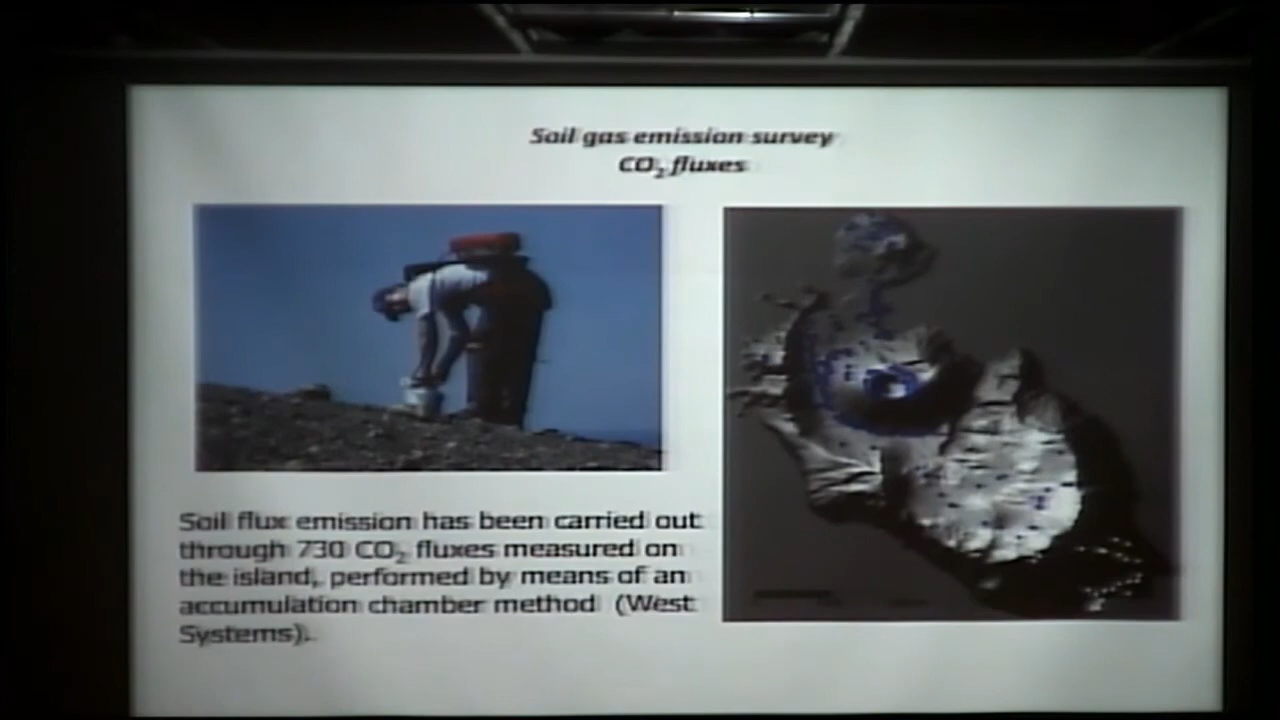 Soil gas emission survey
CO₂ fluxes
Soil flux emission has been carried out
through 730 CO₂ fluxes measured on
the island, performed by means of an
accumulation chamber method (West
Systems).